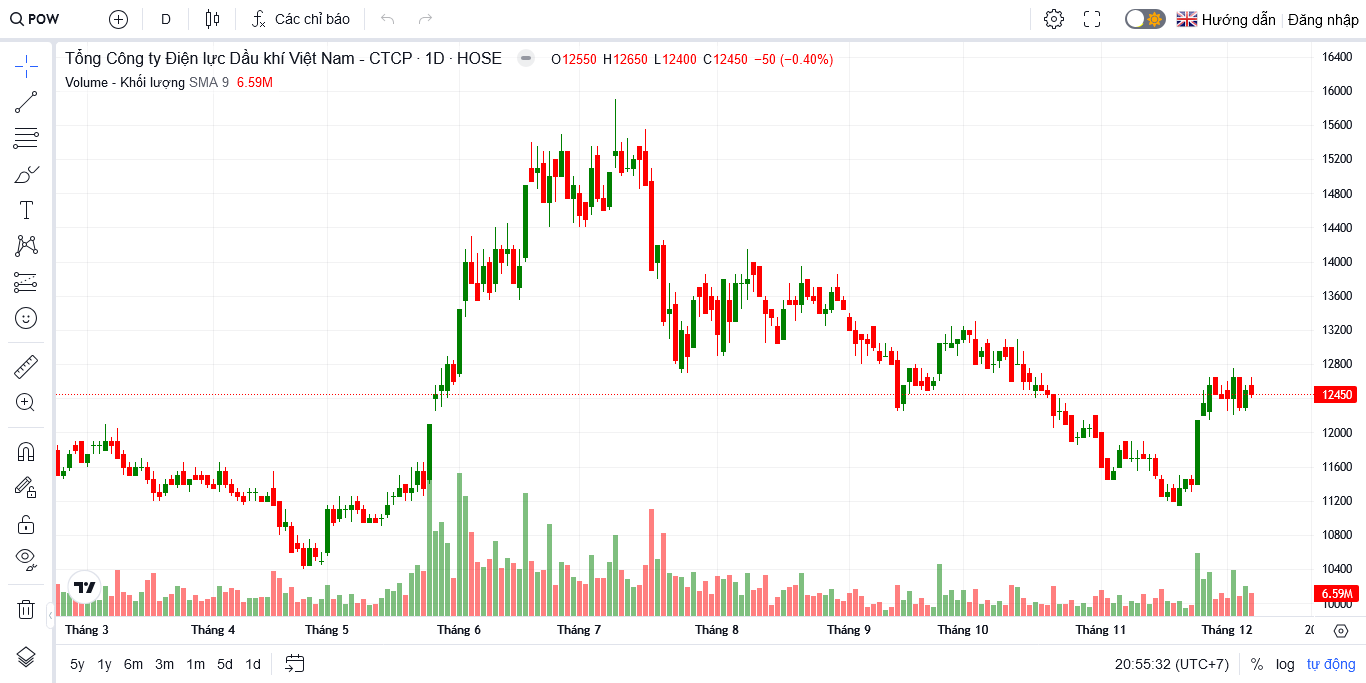 POW D Các chỉ báo Hướng dẫn Đăng nhập
Tổng Công ty Điện lực Dầu khí Việt Nam - CTCP · 1D · HOSE O12550 H12650 L12400 C12450 −50 (−0.40%)
Volume - Khối lượng SMA 9 6.59M
16400
16000
15600
15200
14800
14400
14000
13600
13200
12800
12450
12000
11600
11200
10800
10400
6.59M
10000
Tháng 3 Tháng 4 Tháng 5 Tháng 6 Tháng 7 Tháng 8 Tháng 9 Tháng 10 Tháng 11 Tháng 12
5y 1y 6m 3m 1m 5d 1d 20:55:32 (UTC+7) % log tự động